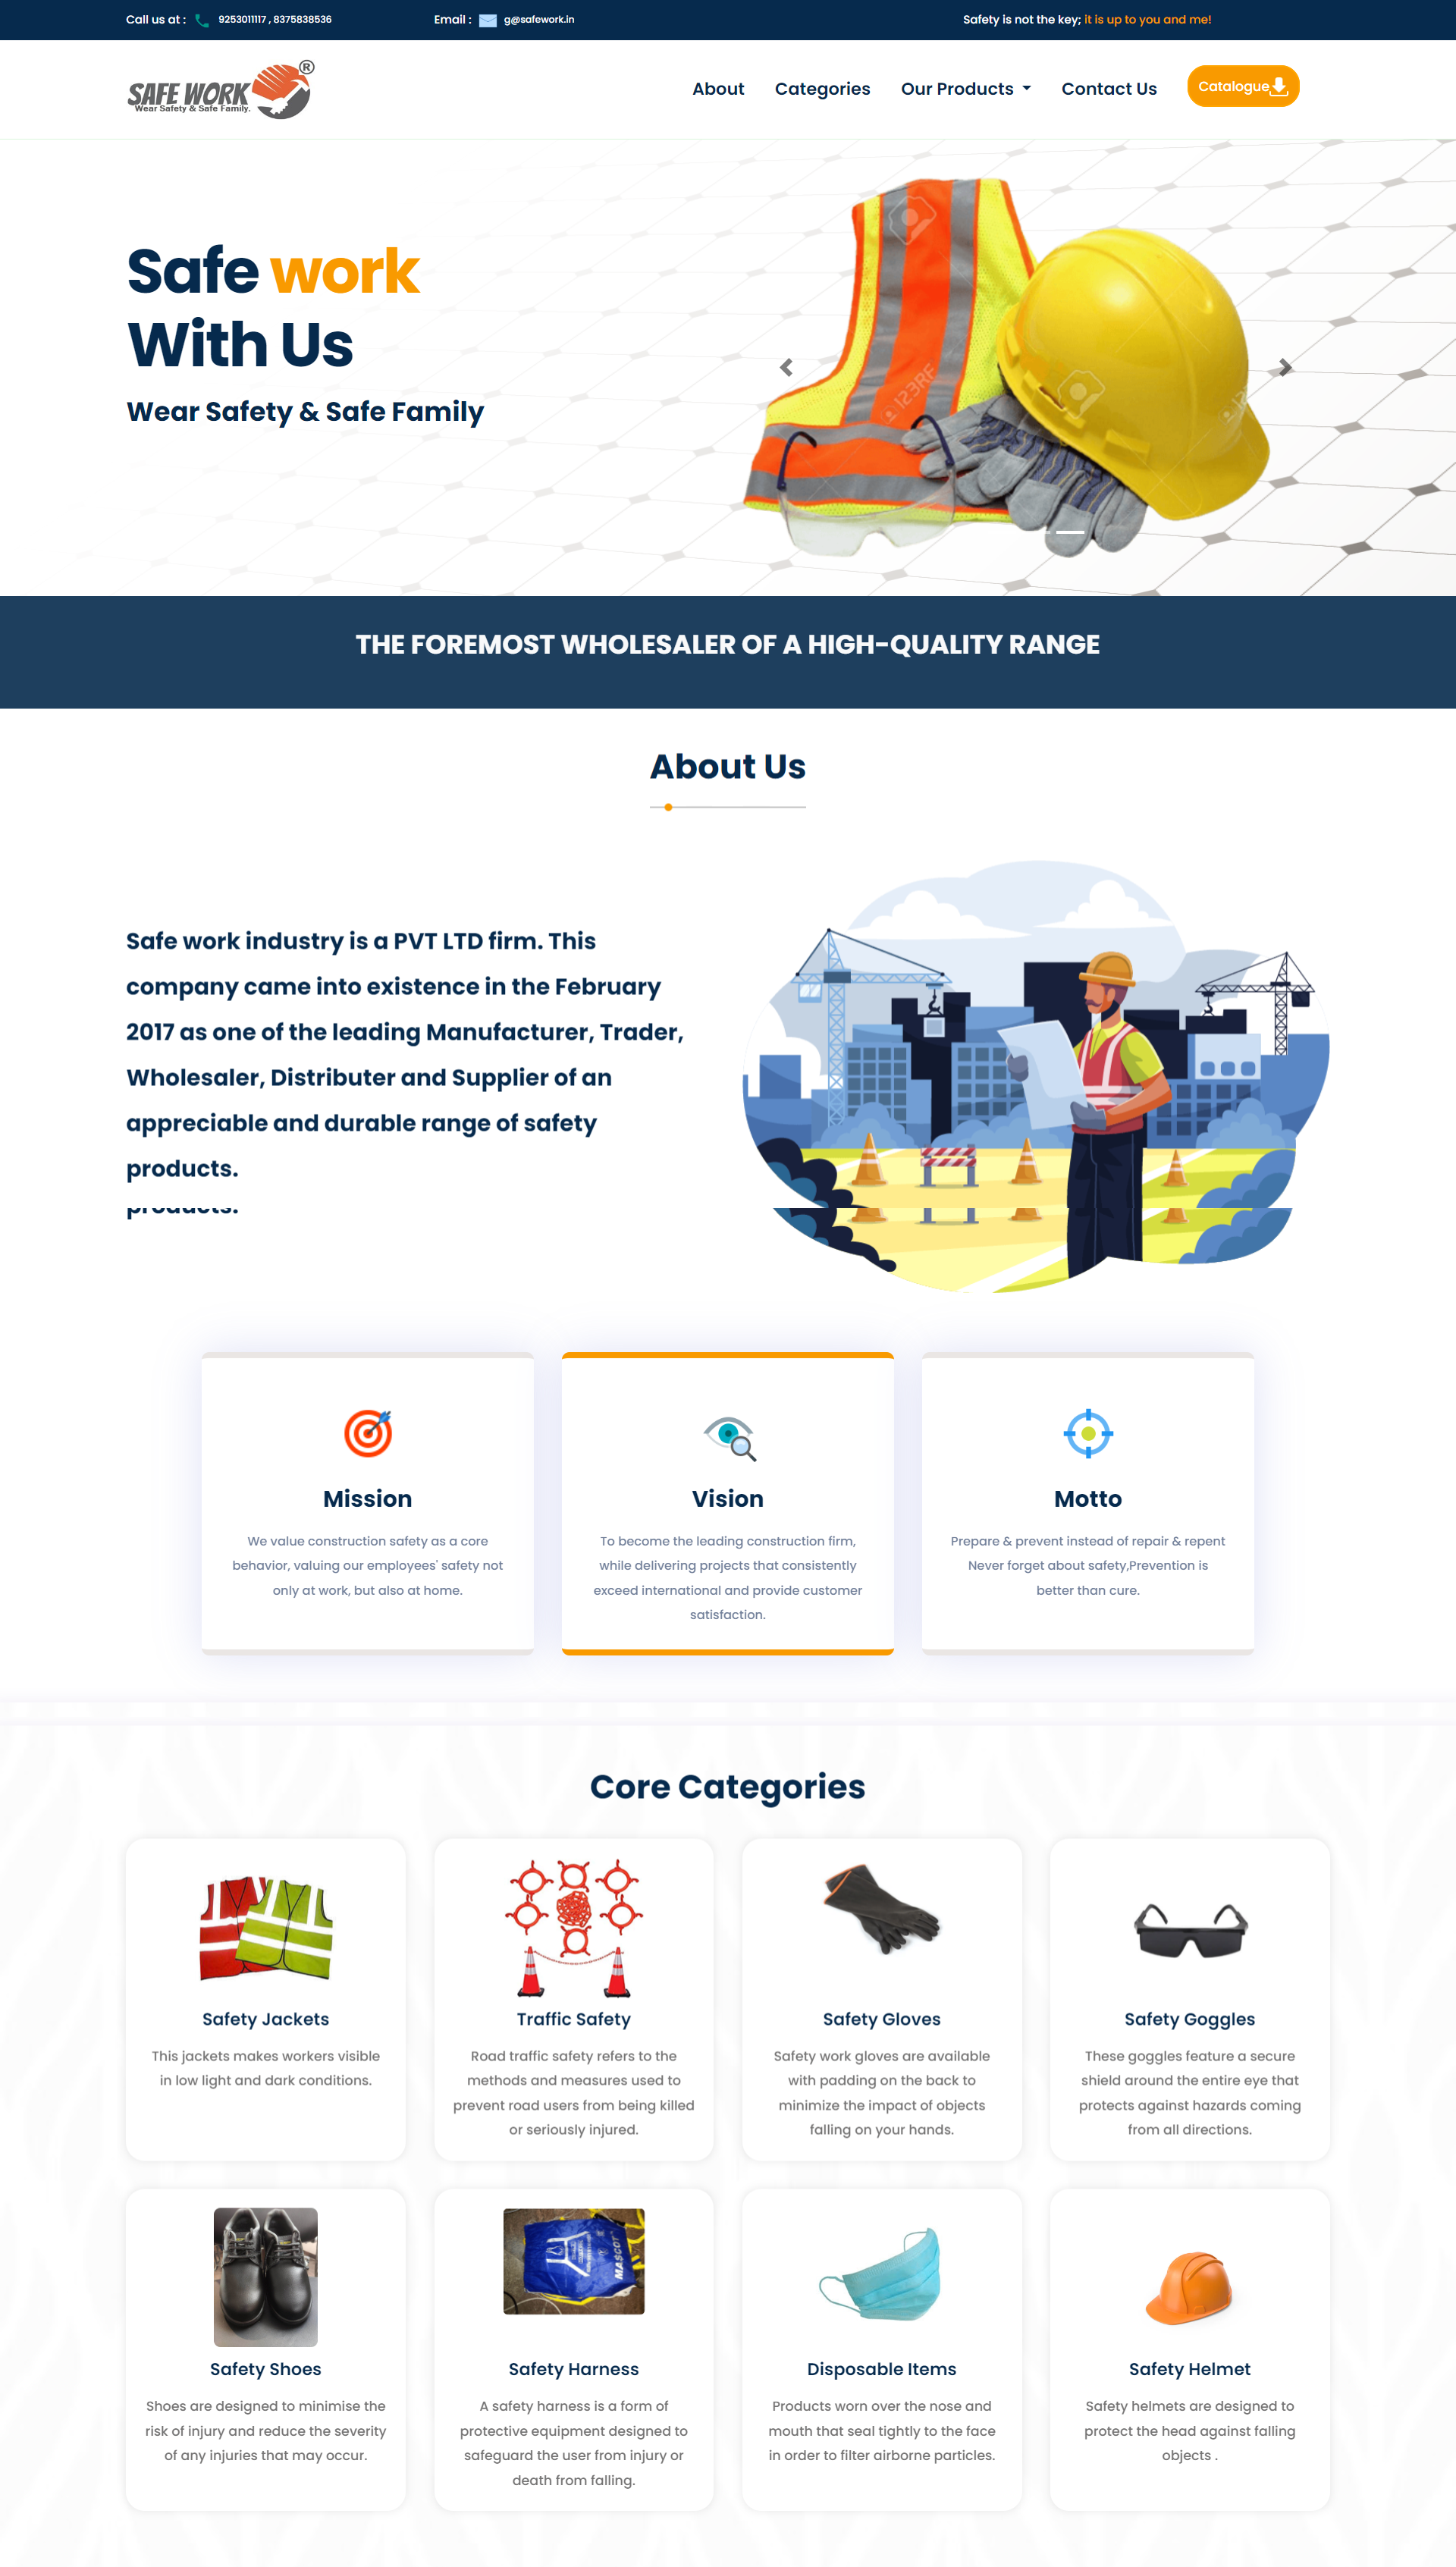 Call us at : 9253011117 , 8375838536 Email : g@safework.in Safety is not the key; it is up to you and me!
SAFE WORK ®
Wear Safety & Safe Family.
About Categories Our Products Contact Us Catalogue
Safe work
With Us
Wear Safety & Safe Family
123RF
THE FOREMOST WHOLESALER OF A HIGH-QUALITY RANGE
About Us
Safe work industry is a PVT LTD firm. This
company came into existence in the February
2017 as one of the leading Manufacturer, Trader,
Wholesaler, Distributer and Supplier of an
appreciable and durable range of safety
products.
products.
Mission
We value construction safety as a core
behavior, valuing our employees' safety not
only at work, but also at home.
Vision
To become the leading construction firm,
while delivering projects that consistently
exceed international and provide customer
satisfaction.
Motto
Prepare & prevent instead of repair & repent
Never forget about safety,Prevention is
better than cure.
Core Categories
Safety Jackets
This jackets makes workers visible
in low light and dark conditions.
Traffic Safety
Road traffic safety refers to the
methods and measures used to
prevent road users from being killed
or seriously injured.
Safety Gloves
Safety work gloves are available
with padding on the back to
minimize the impact of objects
falling on your hands.
Safety Goggles
These goggles feature a secure
shield around the entire eye that
protects against hazards coming
from all directions.
Safety Shoes
Shoes are designed to minimise the
risk of injury and reduce the severity
of any injuries that may occur.
MASCOT
Safety Harness
A safety harness is a form of
protective equipment designed to
safeguard the user from injury or
death from falling.
Disposable Items
Products worn over the nose and
mouth that seal tightly to the face
in order to filter airborne particles.
Safety Helmet
Safety helmets are designed to
protect the head against falling
objects .